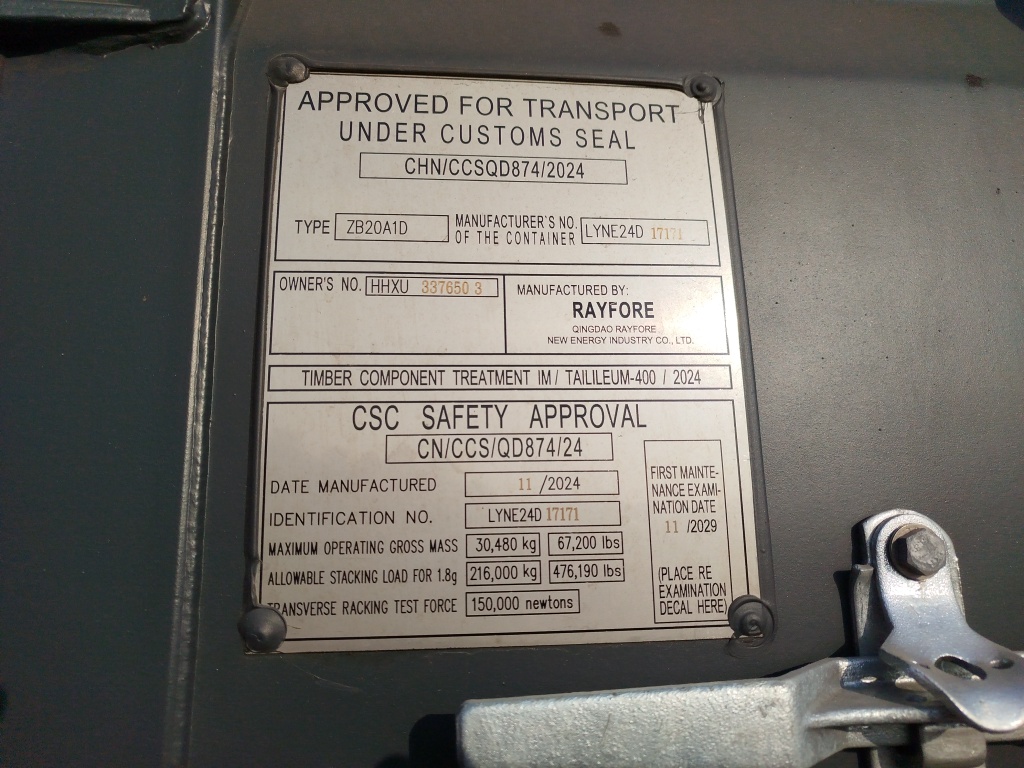 APPROVED FOR TRANSPORT
UNDER CUSTOMS SEAL
CHN/CCSQD874/2024
TYPE ZB20A1D MANUFACTURER'S NO. OF THE CONTAINER LYNE24D 17171
OWNER'S NO. HHXU 337650 3
MANUFACTURED BY:
RAYFORE
QINGDAO RAYFORE
NEW ENERGY INDUSTRY CO., LTD.
TIMBER COMPONENT TREATMENT IM / TAILILEUM-400 / 2024
CSC SAFETY APPROVAL
CN/CCS/QD874/24
DATE MANUFACTURED 11 /2024
IDENTIFICATION NO. LYNE24D 17171
MAXIMUM OPERATING GROSS MASS 30,480 kg 67,200 lbs
ALLOWABLE STACKING LOAD FOR 1.8g 216,000 kg 476,190 lbs
TRANSVERSE RACKING TEST FORCE 150,000 newtons
FIRST MAINTE-
NANCE EXAMI-
NATION DATE
11 /2029
(PLACE RE
EXAMINATION
DECAL HERE)